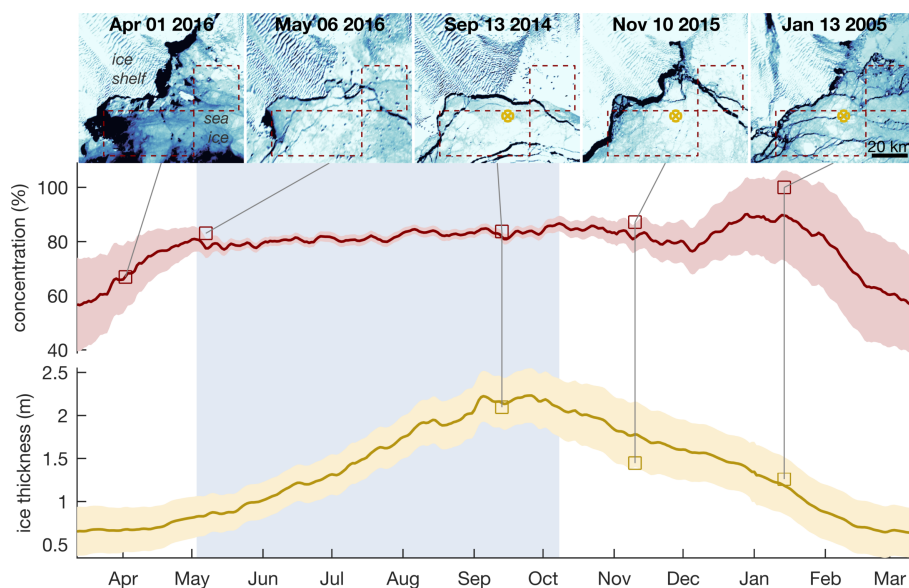 Apr 01 2016 May 06 2016 Sep 13 2014 Nov 10 2015 Jan 13 2005
ice
shelf
sea
ice
20 km
concentration (%)
100
80
60
40
ice thickness (m)
2.5
2
1.5
1
0.5
Apr May Jun Jul Aug Sep Oct Nov Dec Jan Feb Mar